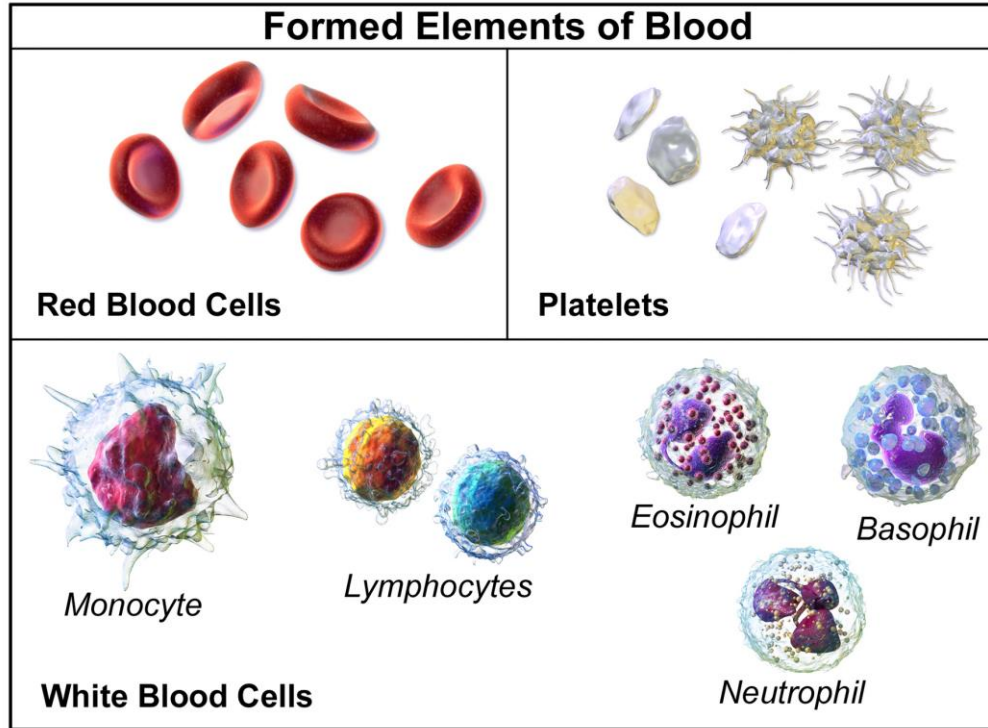 Formed Elements of Blood
Red Blood Cells
Platelets
Monocyte
Lymphocytes
Eosinophil
Basophil
Neutrophil
White Blood Cells